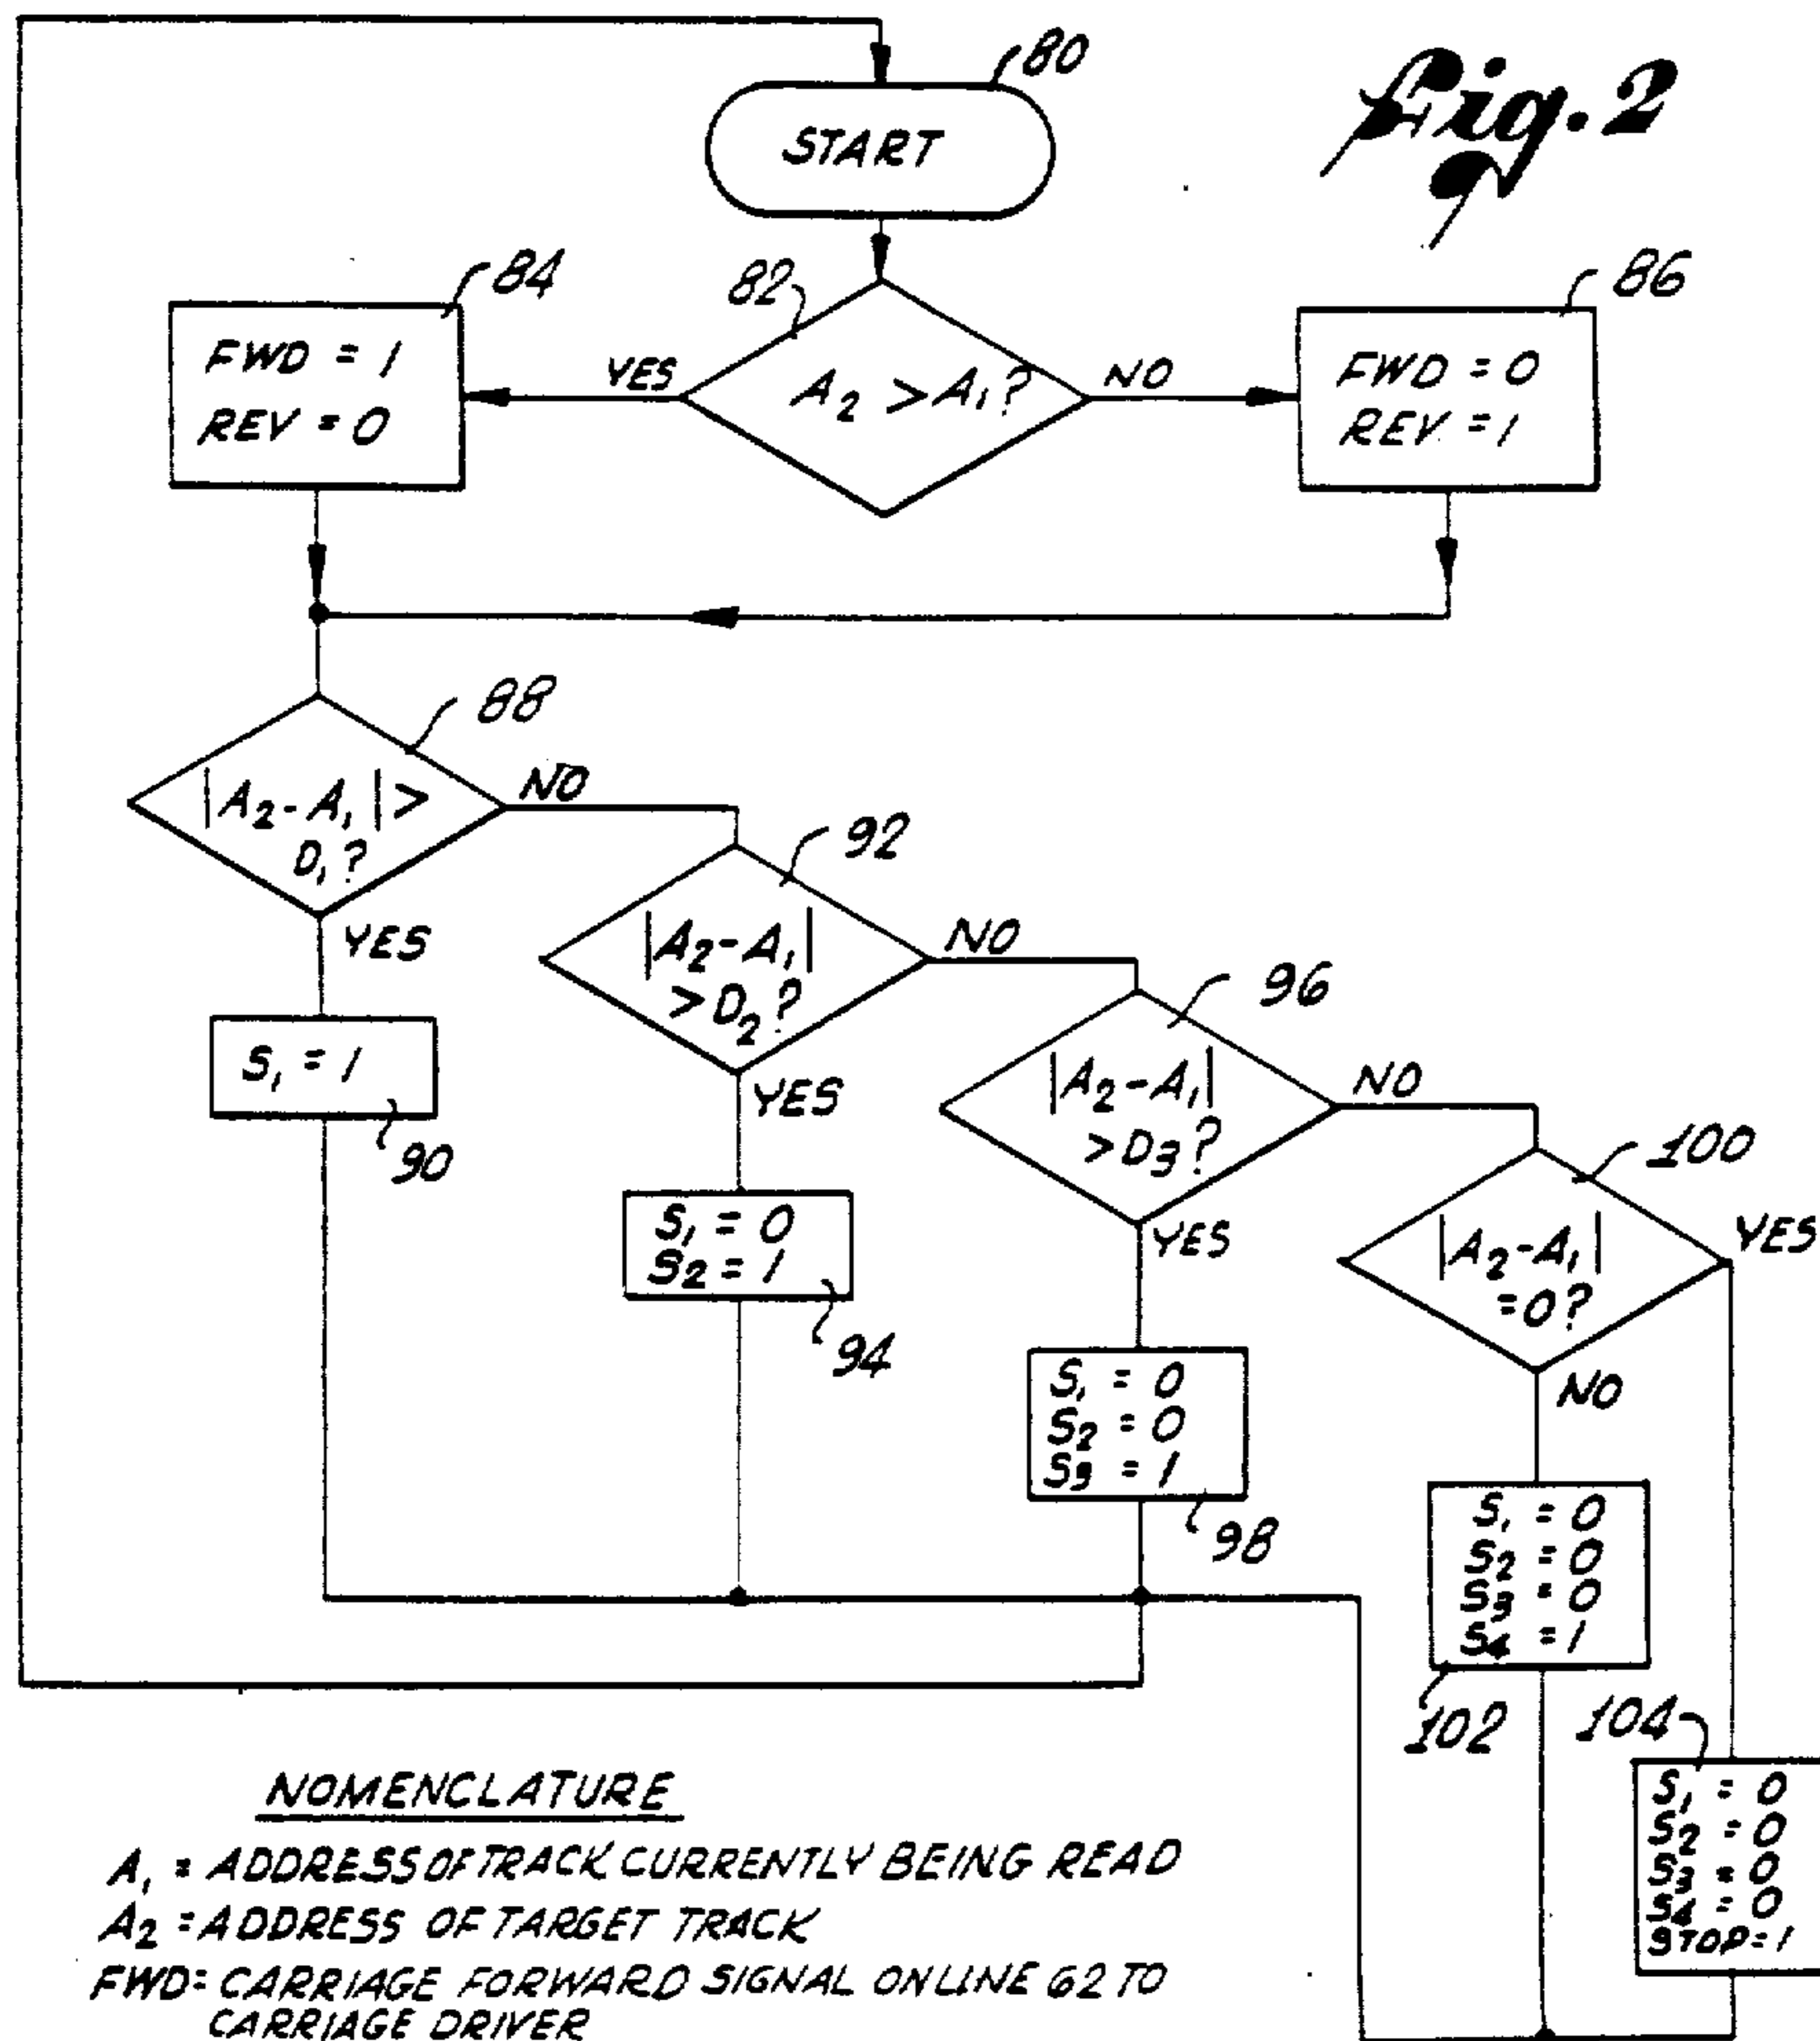 Fig. 2
80
START
82
A₂ > A₁?
YES
NO
84
FWD = 1
REV = 0
86
FWD = 0
REV = 1
88
|A₂-A₁| >
D₁?
NO
YES
S₁ = 1
90
92
|A₂-A₁|
>D₂?
NO
YES
S₁ = 0
S₂ = 1
94
96
|A₂-A₁|
>D₃?
NO
YES
S₁ = 0
S₂ = 0
S₃ = 1
98
100
|A₂-A₁|
=0?
YES
NO
S₁ = 0
S₂ = 0
S₃ = 0
S₄ = 1
102
104
S₁ = 0
S₂ = 0
S₃ = 0
S₄ = 0
STOP=1
NOMENCLATURE
A₁ = ADDRESS OF TRACK CURRENTLY BEING READ
A₂ = ADDRESS OF TARGET TRACK
FWD= CARRIAGE FORWARD SIGNAL ON LINE 62 TO
CARRIAGE DRIVER